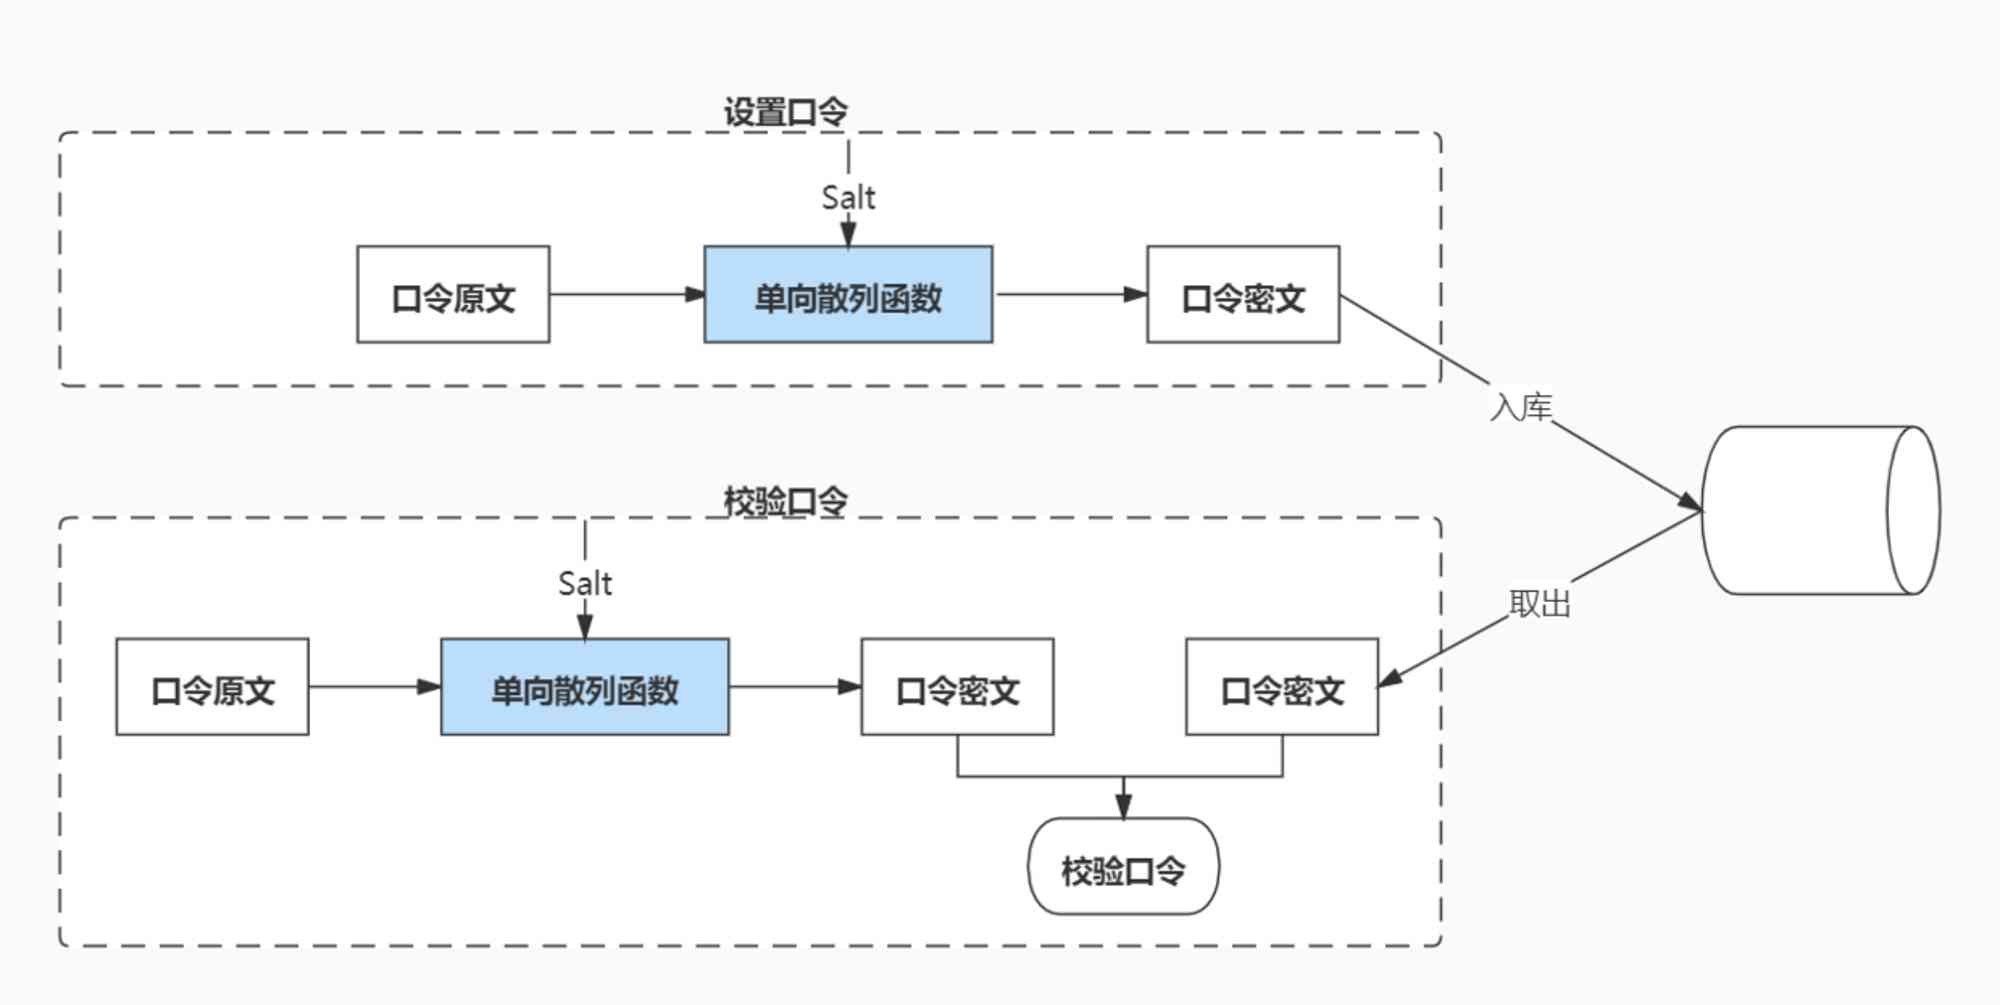 设置口令
Salt
口令原文
单向散列函数
口令密文
入库
校验口令
Salt
取出
口令原文
单向散列函数
口令密文
口令密文
校验口令